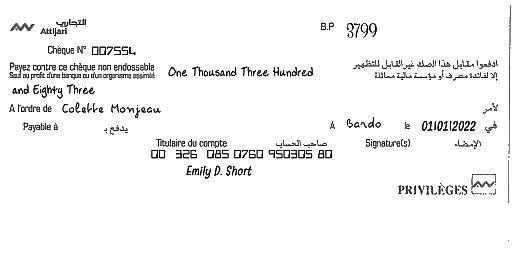 التجاري
Attijari
B.P 3799
Chèque N° 007554
Payez contre ce chèque non endossable
Sauf au profit d'une banque ou d'un organisme assimilé
One Thousand Three Hundred
ادفعوا مقابل هذا الصك غير القابل للتظهير
إلا لفائدة مصرف أو مؤسسة مالية مماثلة
and Eighty Three
A l'ordre de Colette Monjeau لأمر
Payable à يدفع بـ A Bardo le 01/01/2022 في
Titulaire du compte صاحب الحساب Signature(s) الإمضاء
00 326 085 0760 950305 80
Emily D. Short
PRIVILÈGES